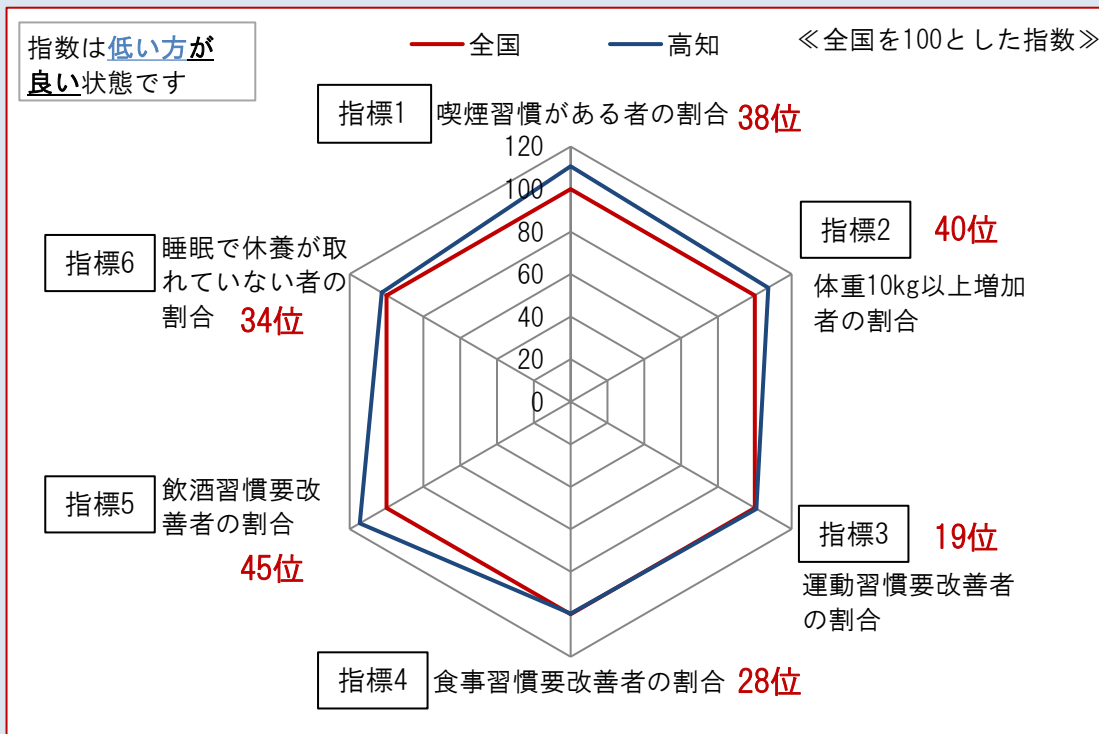 指数は低い方が
良い状態です
全国
高知
≪全国を100とした指数≫
指標1
喫煙習慣がある者の割合
38位
120
100
80
60
40
20
0
指標2
40位
体重10kg以上増加
者の割合
指標6
睡眠で休養が取
れていない者の
割合
34位
指標5
飲酒習慣要改
善者の割合
45位
指標3
19位
運動習慣要改善者
の割合
指標4
食事習慣要改善者の割合
28位